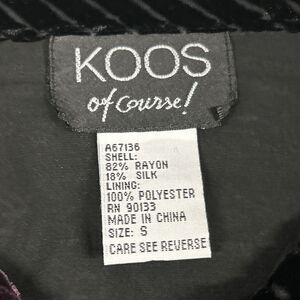 KOOS
of Course!
A67136
SHELL:
82% RAYON
18% SILK
LINING:
100% POLYESTER
RN 90133
MADE IN CHINA
SIZE: S
CARE SEE REVERSE